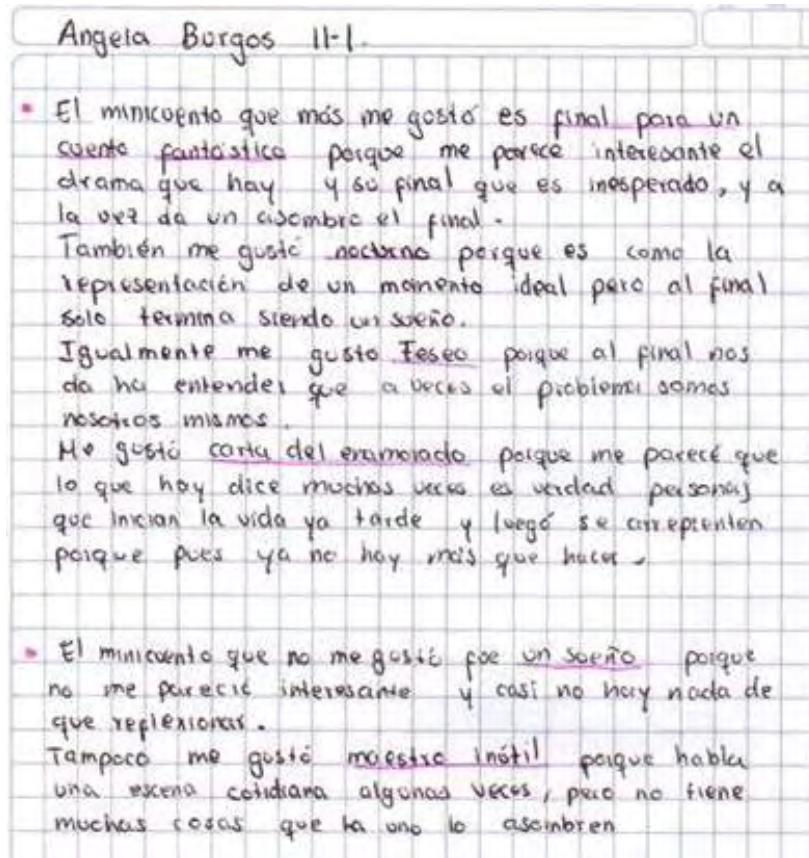 Angela Burgos 11-1.
El minicuento que más me gustó es final para un
cuento fantástico porque me parece interesante el
drama que hay y su final que es inesperado, y a
la vez da un asombro el final.
También me gustó nocturno porque es como la
representación de un momento ideal pero al final
solo termina siendo un sueño.
Igualmente me gusto Teseo porque al final nos
da ha entender que a veces el problema somos
nosotros mismos.
Me gustó carta del enamorado porque me parece que
lo que hay dice muchas veces es verdad personas
que inician la vida ya tarde y luegó se arrepienten
porque pues ya no hay más que hacer.
El minicuento que no me gustó fue un sueño porque
no me pareció interesante y casi no hay nada de
que reflexionar.
Tampoco me gustó maestro inútil porque habla
una escena cotidiana algunas veces, pero no tiene
muchas cosas que ha uno lo asombren